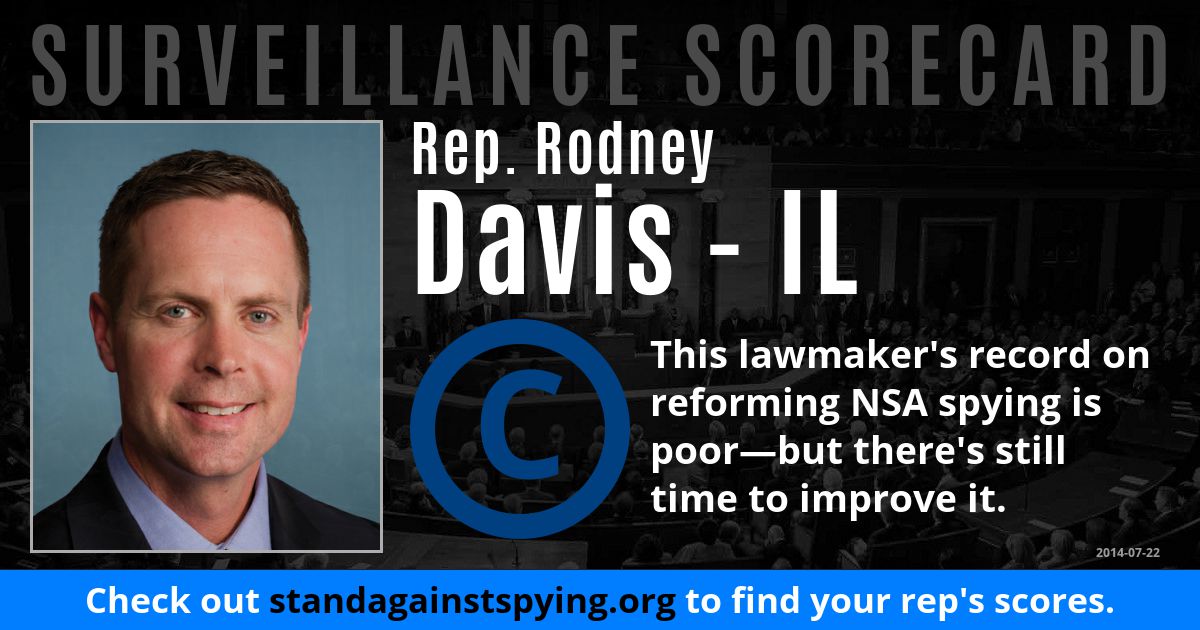 SURVEILLANCE SCORECARD
Rep. Rodney
Davis - IL
C
This lawmaker's record on
reforming NSA spying is
poor—but there's still
time to improve it.
2014-07-22
Check out standagainstspying.org to find your rep's scores.